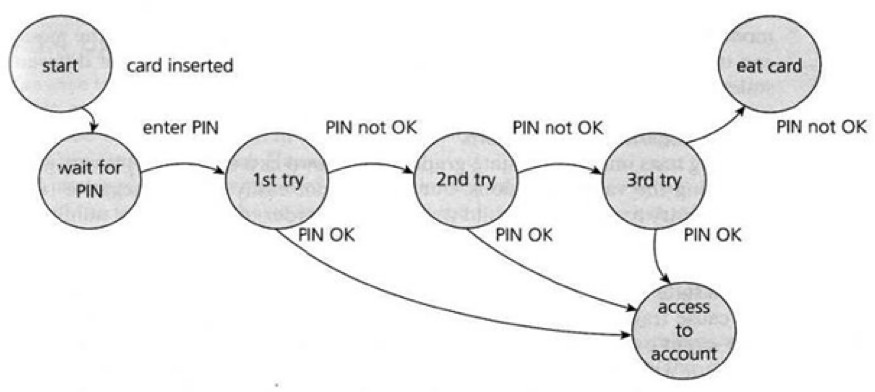 start
card inserted
eat card
enter PIN
PIN not OK
PIN not OK
PIN not OK
wait for
PIN
1st try
2nd try
3rd try
PIN OK
PIN OK
PIN OK
access
to
account